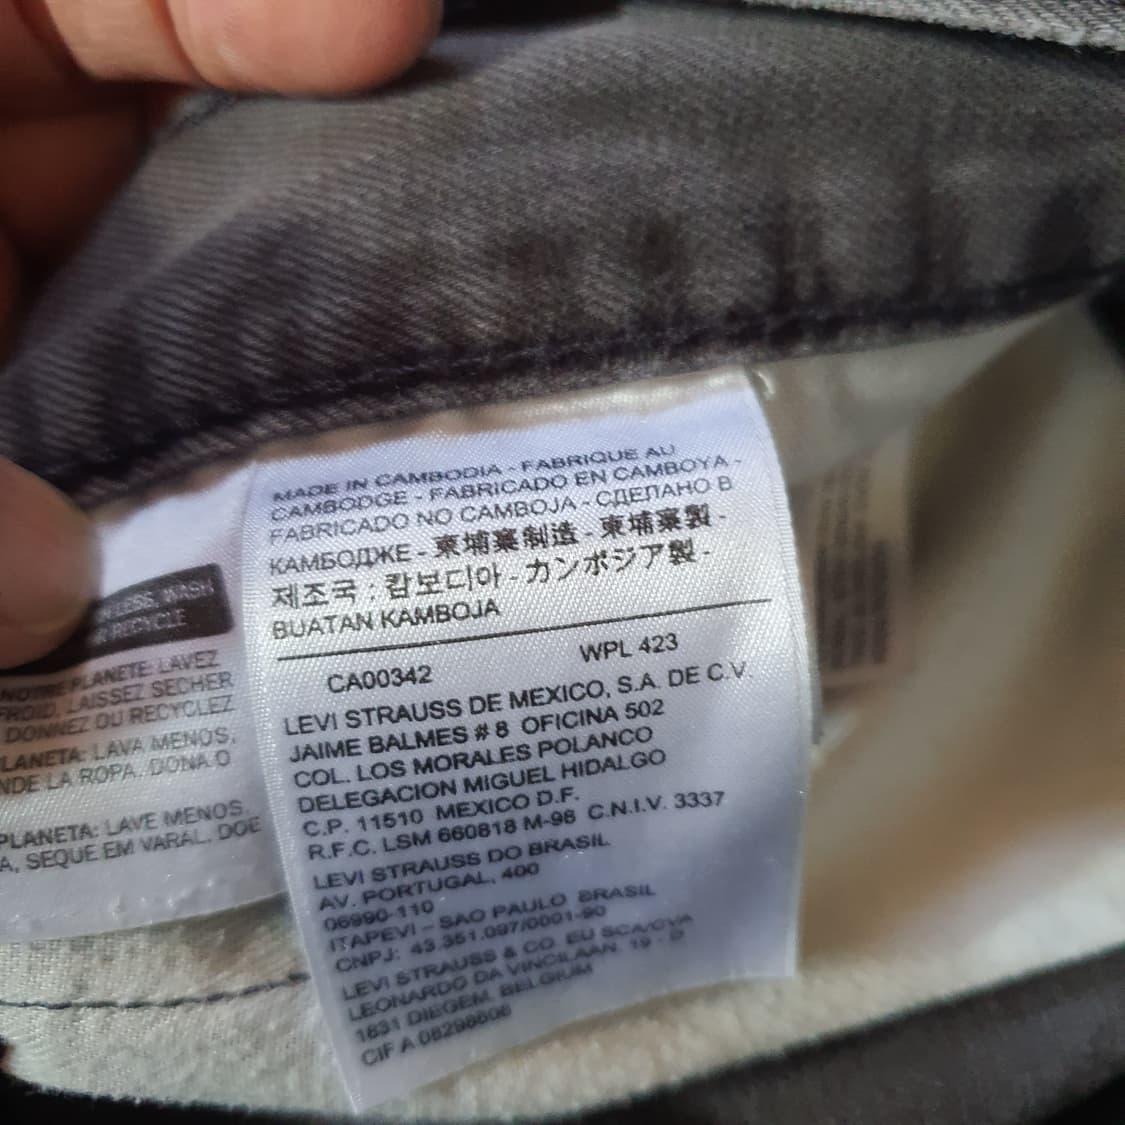 MADE IN CAMBODIA - FABRIQUE AU
CAMBODGE - FABRICADO EN CAMBOYA -
FABRICADO NO CAMBOJA - СДЕЛАНО В
КАМБОДЖЕ - 柬埔寨制造 - 柬埔寨製 -
제조국 : 캄보디아 - カンボジア製 -
BUATAN KAMBOJA
CA00342 WPL 423
LEVI STRAUSS DE MEXICO, S.A. DE C.V.
JAIME BALMES # 8 OFICINA 502
COL. LOS MORALES POLANCO
DELEGACION MIGUEL HIDALGO
C.P. 11510 MEXICO D.F.
R.F.C. LSM 660818 M-98 C.N.I.V. 3337
LEVI STRAUSS DO BRASIL
AV. PORTUGAL, 400
06990-110
ITAPEVI - SAO PAULO BRASIL
CNPJ: 43.351.097/0001-90
LEVI STRAUSS & CO. EU SCA/CVA
LEONARDO DA VINCILAAN, 19 - D
1831 DIEGEM, BELGIUM
CIF A
LESS, WASH
RECYCLE
PLANETE: LAVEZ
FROID, LAISSEZ SECHER
DONNEZ OU RECYCLEZ
LANETA: LAVA MENOS,
NDE LA ROPA. DONA O
PLANETA: LAVE MENOS.
A, SEQUE EM VARAL. DOE